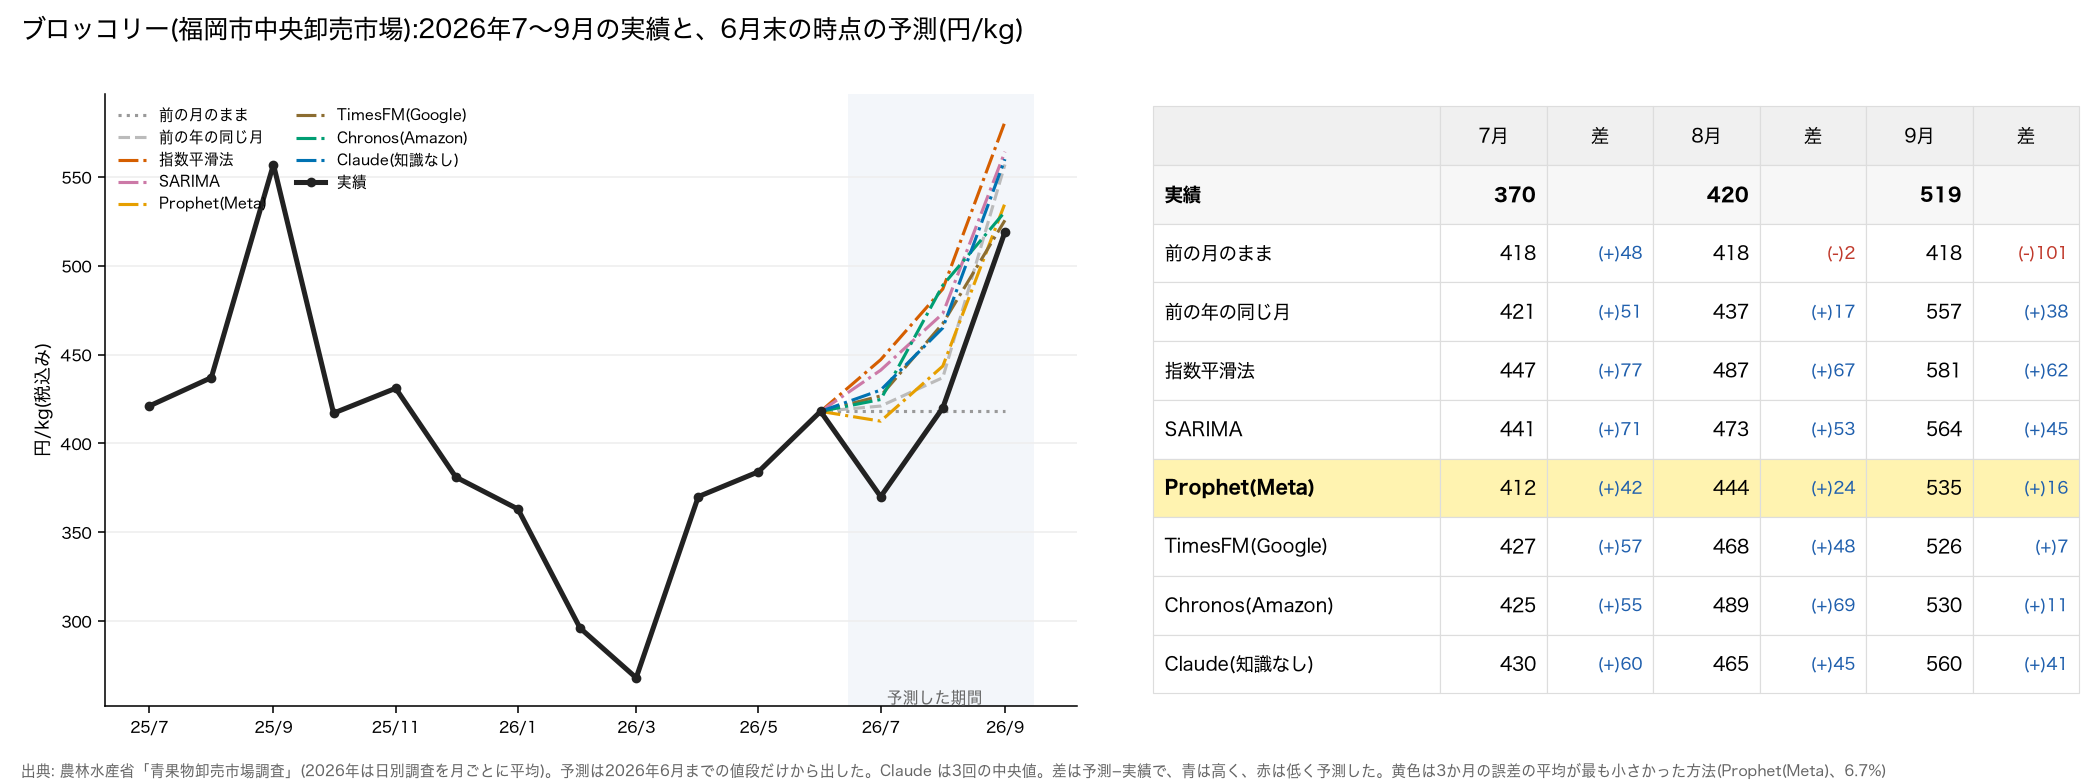 ブロッコリー(福岡市中央卸売市場):2026年7〜9月の実績と、6月末の時点の予測(円/kg)
前の月のまま
前の年の同じ月
指数平滑法
SARIMA
Prophet(Meta)
TimesFM(Google)
Chronos(Amazon)
Claude(知識なし)
実績
円/kg(税込み)
550
500
450
400
350
300
予測した期間
25/7 25/9 25/11 26/1 26/3 26/5 26/7 26/9
7月 差 8月 差 9月 差
実績 370 420 519
前の月のまま 418 (+)48 418 (-)2 418 (-)101
前の年の同じ月 421 (+)51 437 (+)17 557 (+)38
指数平滑法 447 (+)77 487 (+)67 581 (+)62
SARIMA 441 (+)71 473 (+)53 564 (+)45
Prophet(Meta) 412 (+)42 444 (+)24 535 (+)16
TimesFM(Google) 427 (+)57 468 (+)48 526 (+)7
Chronos(Amazon) 425 (+)55 489 (+)69 530 (+)11
Claude(知識なし) 430 (+)60 465 (+)45 560 (+)41
出典: 農林水産省「青果物卸売市場調査」(2026年は日別調査を月ごとに平均)。予測は2026年6月までの値段だけから出した。Claude は3回の中央値。差は予測−実績で、青は高く、赤は低く予測した。黄色は3か月の誤差の平均が最も小さかった方法(Prophet(Meta)、6.7%)